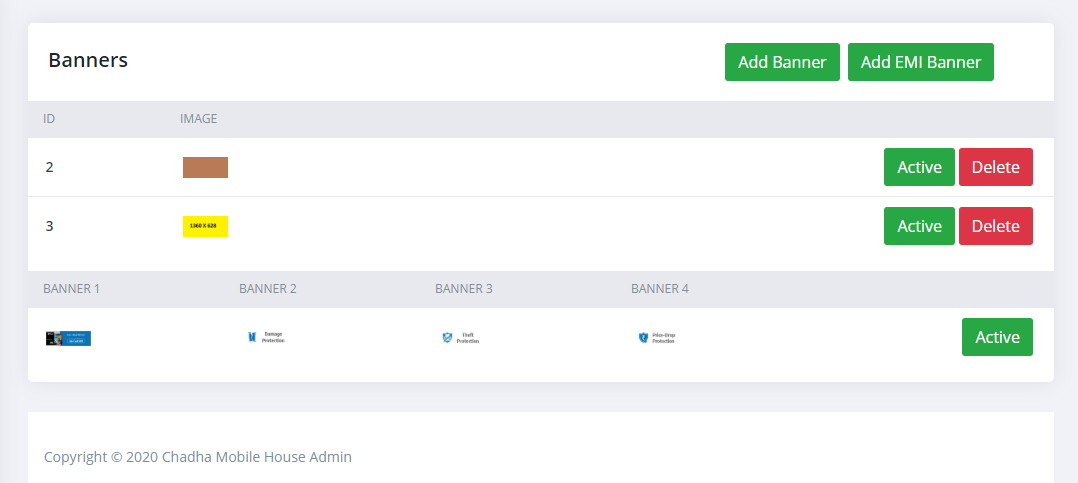 Banners
Add Banner Add EMI Banner
ID IMAGE
2 Active Delete
3 1360 X 628 Active Delete
BANNER 1 BANNER 2 BANNER 3 BANNER 4
Damage Theft Price-Drop
Protection Protection Protection
Active
Copyright © 2020 Chadha Mobile House Admin